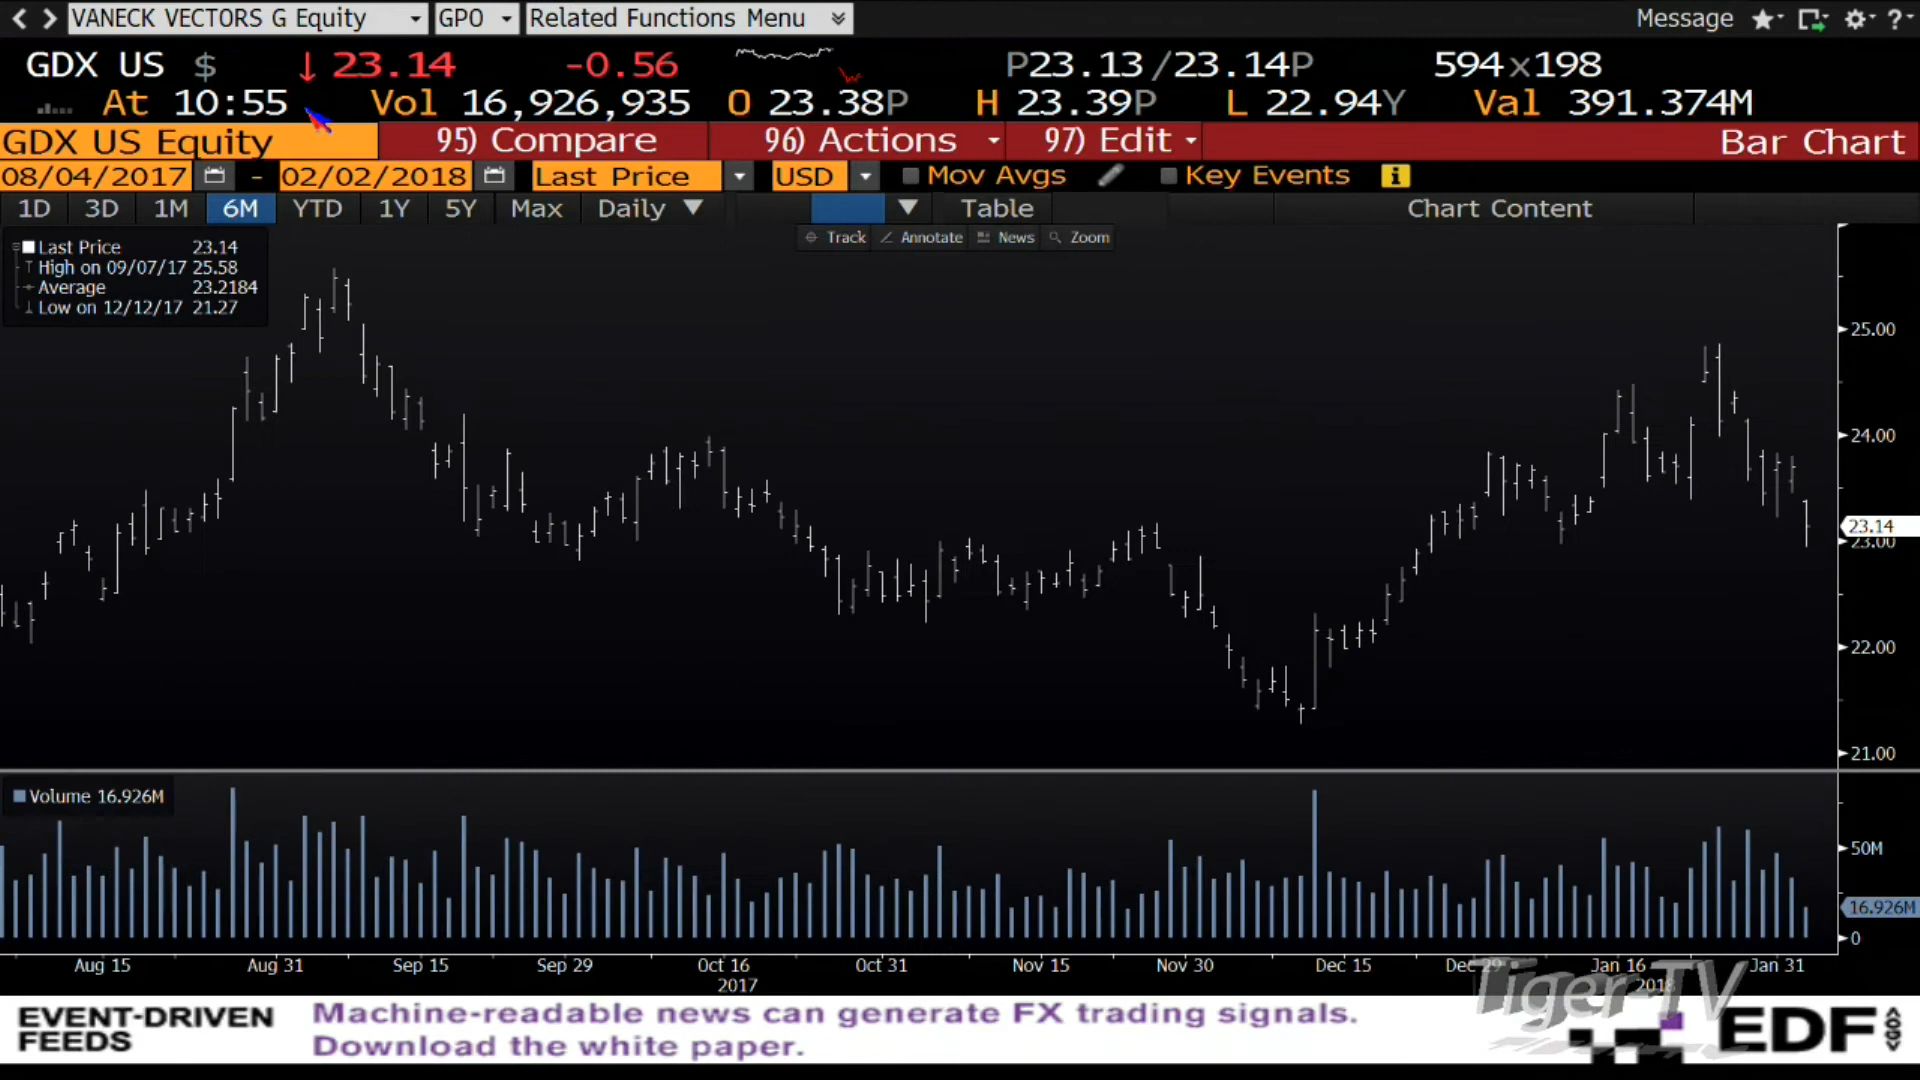 VANECK VECTORS G Equity GPO Related Functions Menu Message
GDX US $ ↓ 23.14 -0.56 P23.13 /23.14P 594x198
At 10:55 Vol 16,926,935 O 23.38P H 23.39P L 22.94Y Val 391.374M
GDX US Equity 95) Compare 96) Actions 97) Edit Bar Chart
08/04/2017 - 02/02/2018 Last Price USD Mov Avgs Key Events
1D 3D 1M 6M YTD 1Y 5Y Max Daily ▼ ▼ Table Chart Content
Track Annotate News Zoom
Last Price 23.14
High on 09/07/17 25.58
Average 23.2184
Low on 12/12/17 21.27
25.00
24.00
23.14
23.00
22.00
21.00
Volume 16.926M
50M
16.926M
0
Aug 15 Aug 31 Sep 15 Sep 29 Oct 16 Oct 31 Nov 15 Nov 30 Dec 15 Dec 29 Jan 16 Jan 31
2017 2018
Tiger-TV
EVENT-DRIVEN
FEEDS
Machine-readable news can generate FX trading signals.
Download the white paper.
EDF